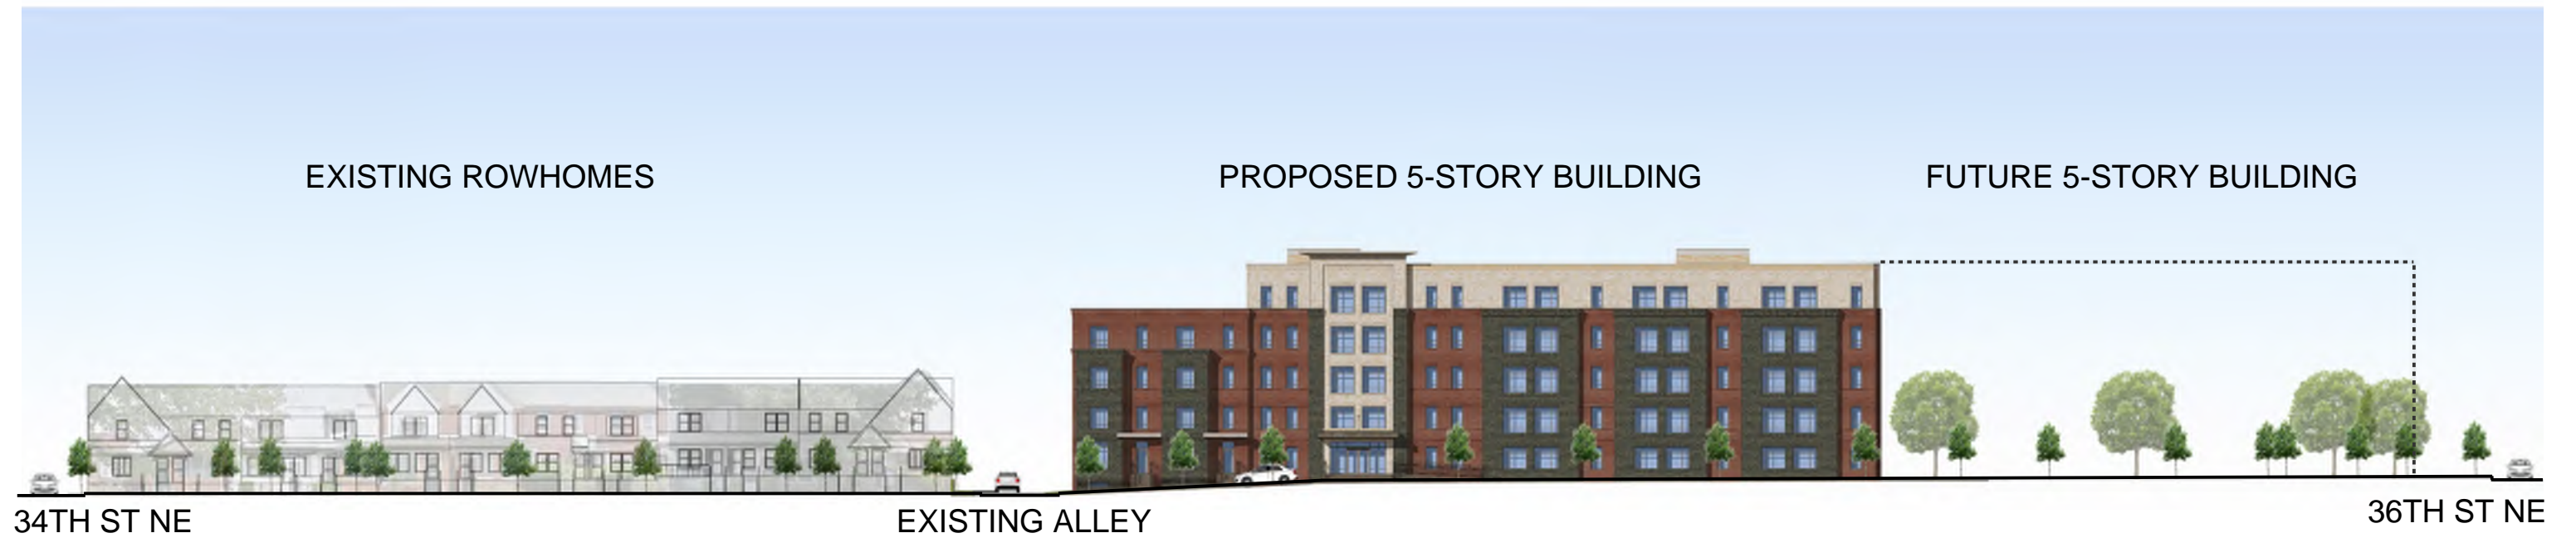 EXISTING ROWHOMES
PROPOSED 5-STORY BUILDING
FUTURE 5-STORY BUILDING
34TH ST NE
EXISTING ALLEY
36TH ST NE